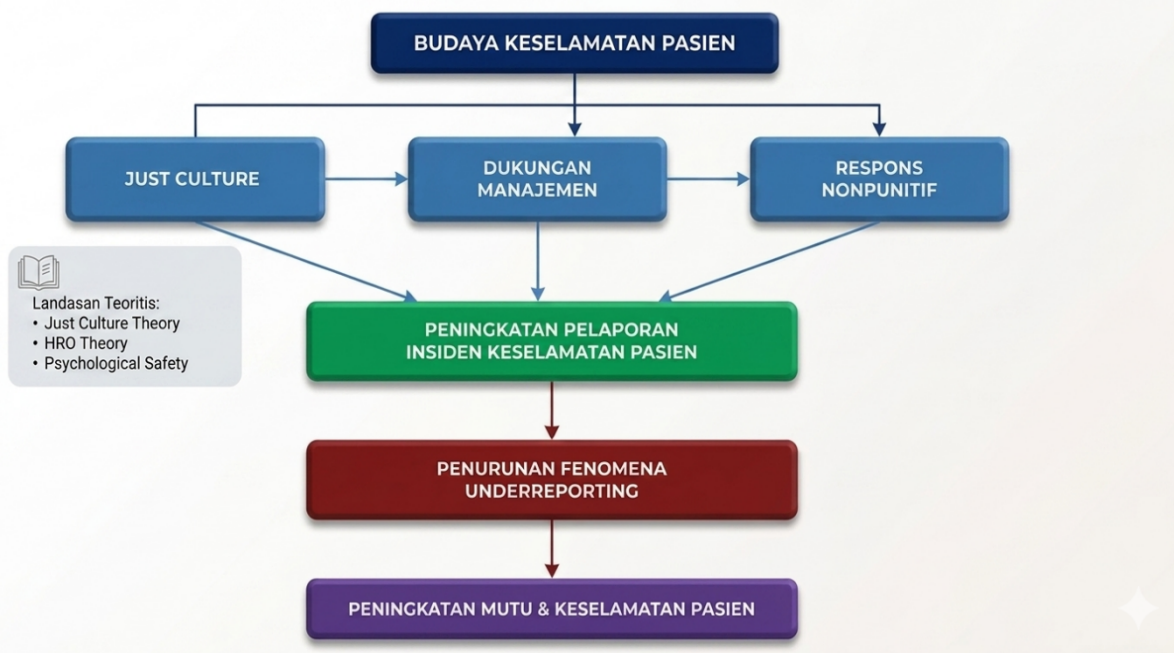 BUDAYA KESELAMATAN PASIEN
JUST CULTURE
DUKUNGAN
MANAJEMEN
RESPONS
NONPUNITIF
Landasan Teoritis:
• Just Culture Theory
• HRO Theory
• Psychological Safety
PENINGKATAN PELAPORAN
INSIDEN KESELAMATAN PASIEN
PENURUNAN FENOMENA
UNDERREPORTING
PENINGKATAN MUTU & KESELAMATAN PASIEN